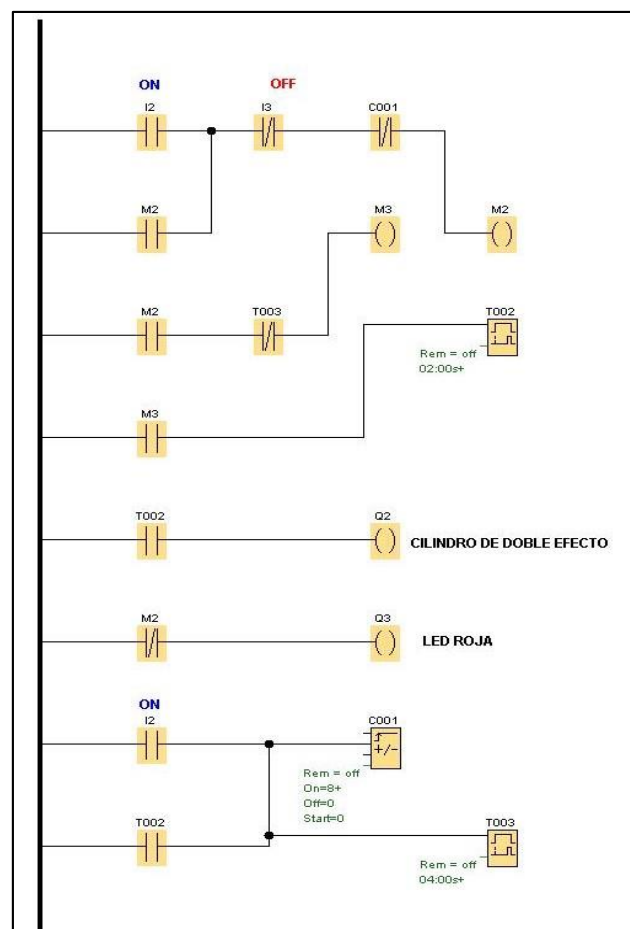 ON OFF
I2 I3 C001
M2 M3 M2
M2 T003 T002
Rem = off
02:00s+
M3
T002 Q2
CILINDRO DE DOBLE EFECTO
M2 Q3
LED ROJA
ON
I2 C001
+/-
Rem = off
On=8+
Off=0
Start=0
T002 T003
Rem = off
04:00s+